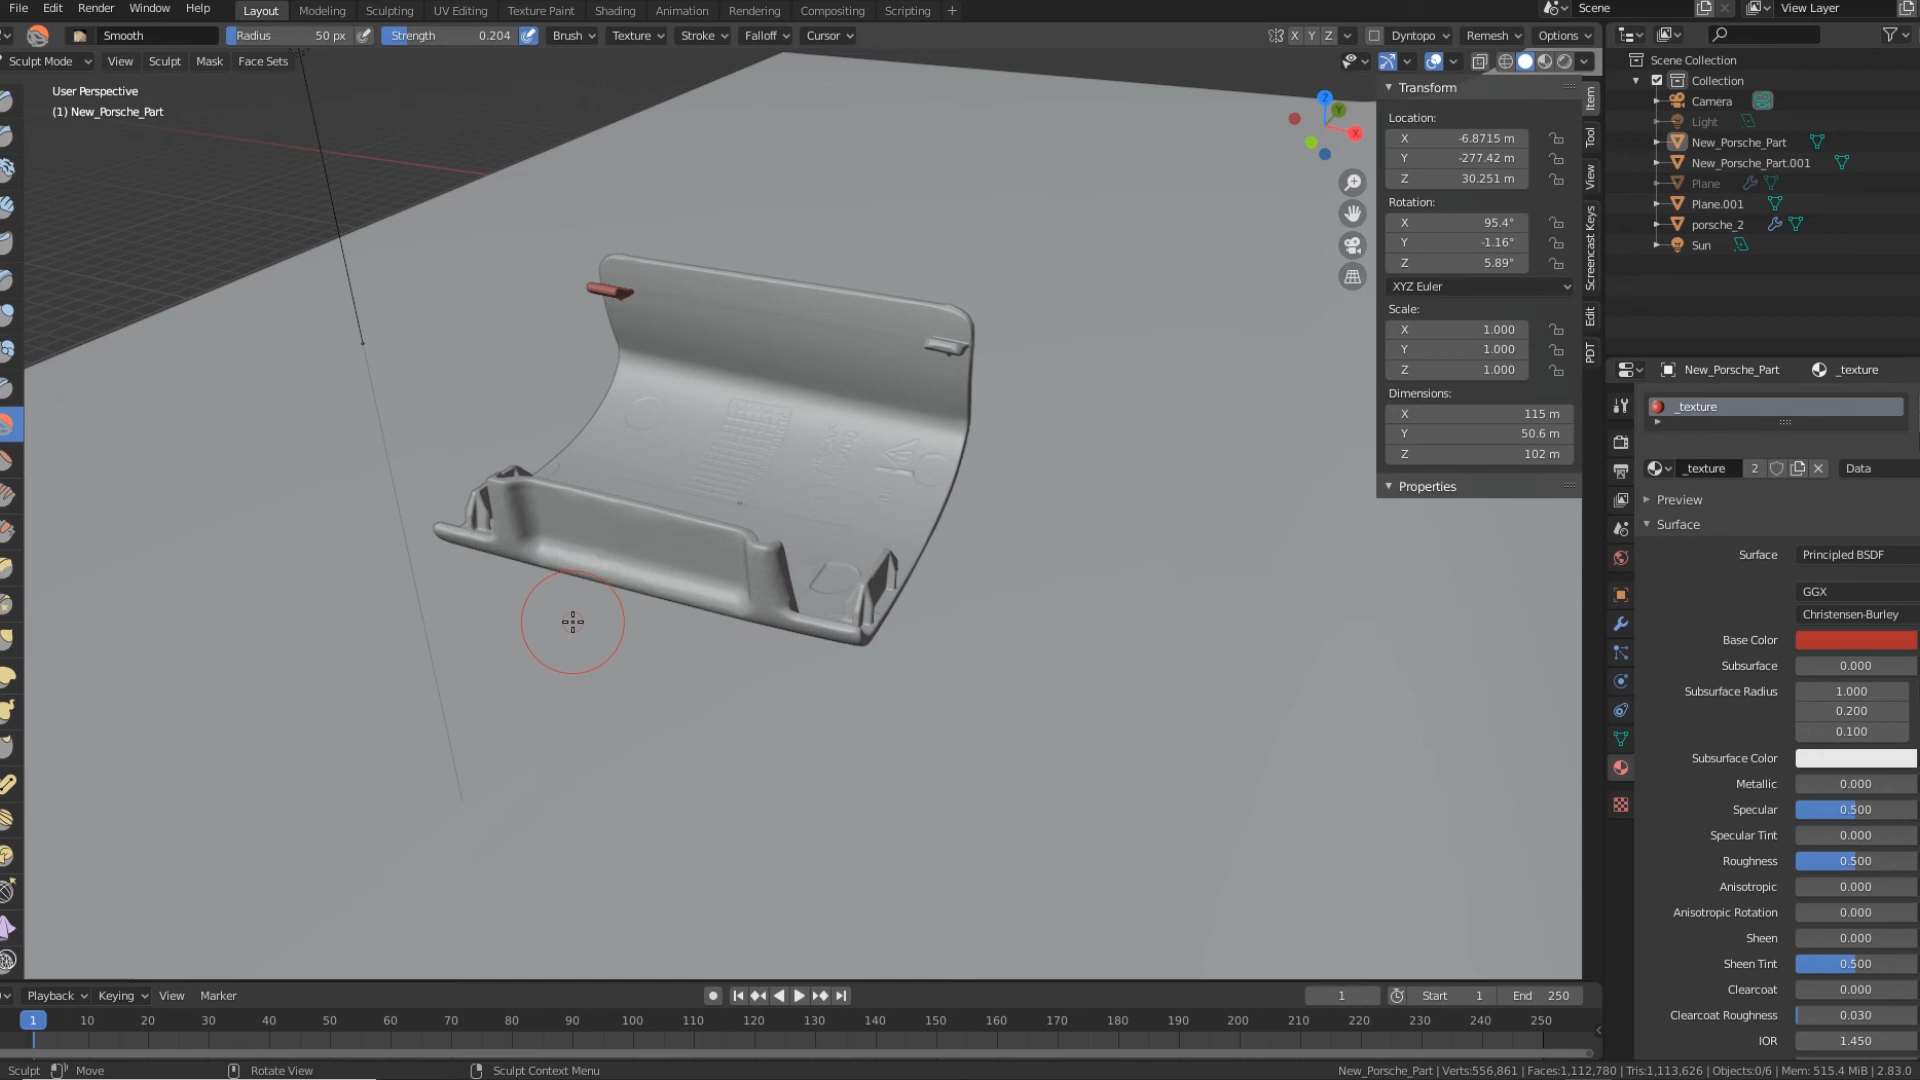 File Edit Render Window Help Layout Modeling Sculpting UV Editing Texture Paint Shading Animation Rendering Compositing Scripting + Scene View Layer
Smooth Radius 50 px Strength 0.204 Brush Texture Stroke Falloff Cursor X Y Z Dyntopo Remesh Options
Sculpt Mode View Sculpt Mask Face Sets
User Perspective
(1) New_Porsche_Part
Z
Y
X
Transform
Location:
X -6.8715 m
Y -277.42 m
Z 30.251 m
Rotation:
X 95.4°
Y -1.16°
Z 5.89°
XYZ Euler
Scale:
X 1.000
Y 1.000
Z 1.000
Dimensions:
X 115 m
Y 50.6 m
Z 102 m
Properties
Item
Tool
View
Screencast Keys
Edit
PDT
Scene Collection
Collection
Camera
Light
New_Porsche_Part
New_Porsche_Part.001
Plane
Plane.001
porsche_2
Sun
New_Porsche_Part _texture
_texture
_texture 2 Data
Preview
Surface
Surface Principled BSDF
GGX
Christensen-Burley
Base Color
Subsurface 0.000
Subsurface Radius 1.000
0.200
0.100
Subsurface Color
Metallic 0.000
Specular 0.500
Specular Tint 0.000
Roughness 0.500
Anisotropic 0.000
Anisotropic Rotation 0.000
Sheen 0.000
Sheen Tint 0.500
Clearcoat 0.000
Clearcoat Roughness 0.030
IOR 1.450
Playback Keying View Marker 1 Start 1 End 250
1 10 20 30 40 50 60 70 80 90 100 110 120 130 140 150 160 170 180 190 200 210 220 230 240 250
Sculpt Move Rotate View Sculpt Context Menu New_Porsche_Part | Verts:556,861 | Faces:1,112,780 | Tris:1,113,626 | Objects:0/6 | Mem: 515.4 MiB | 2.83.0